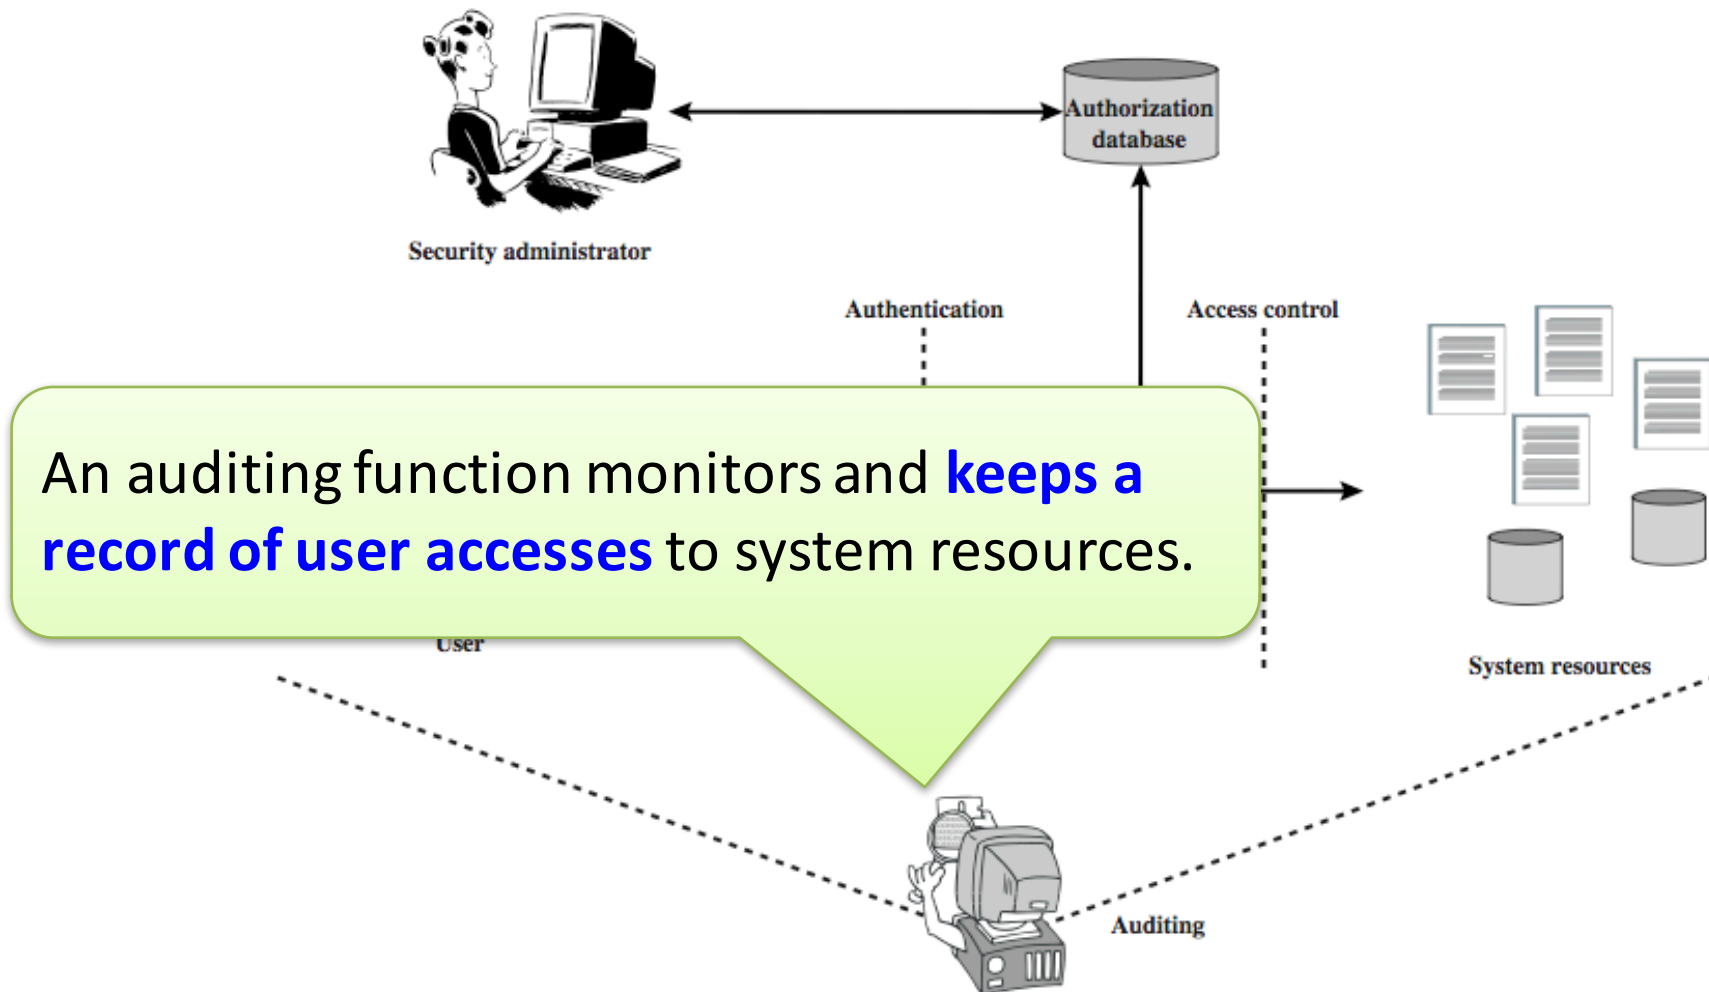 Authorization
database
Security administrator
Authentication
Access control
An auditing function monitors and keeps a
record of user accesses to system resources.
User
System resources
Auditing